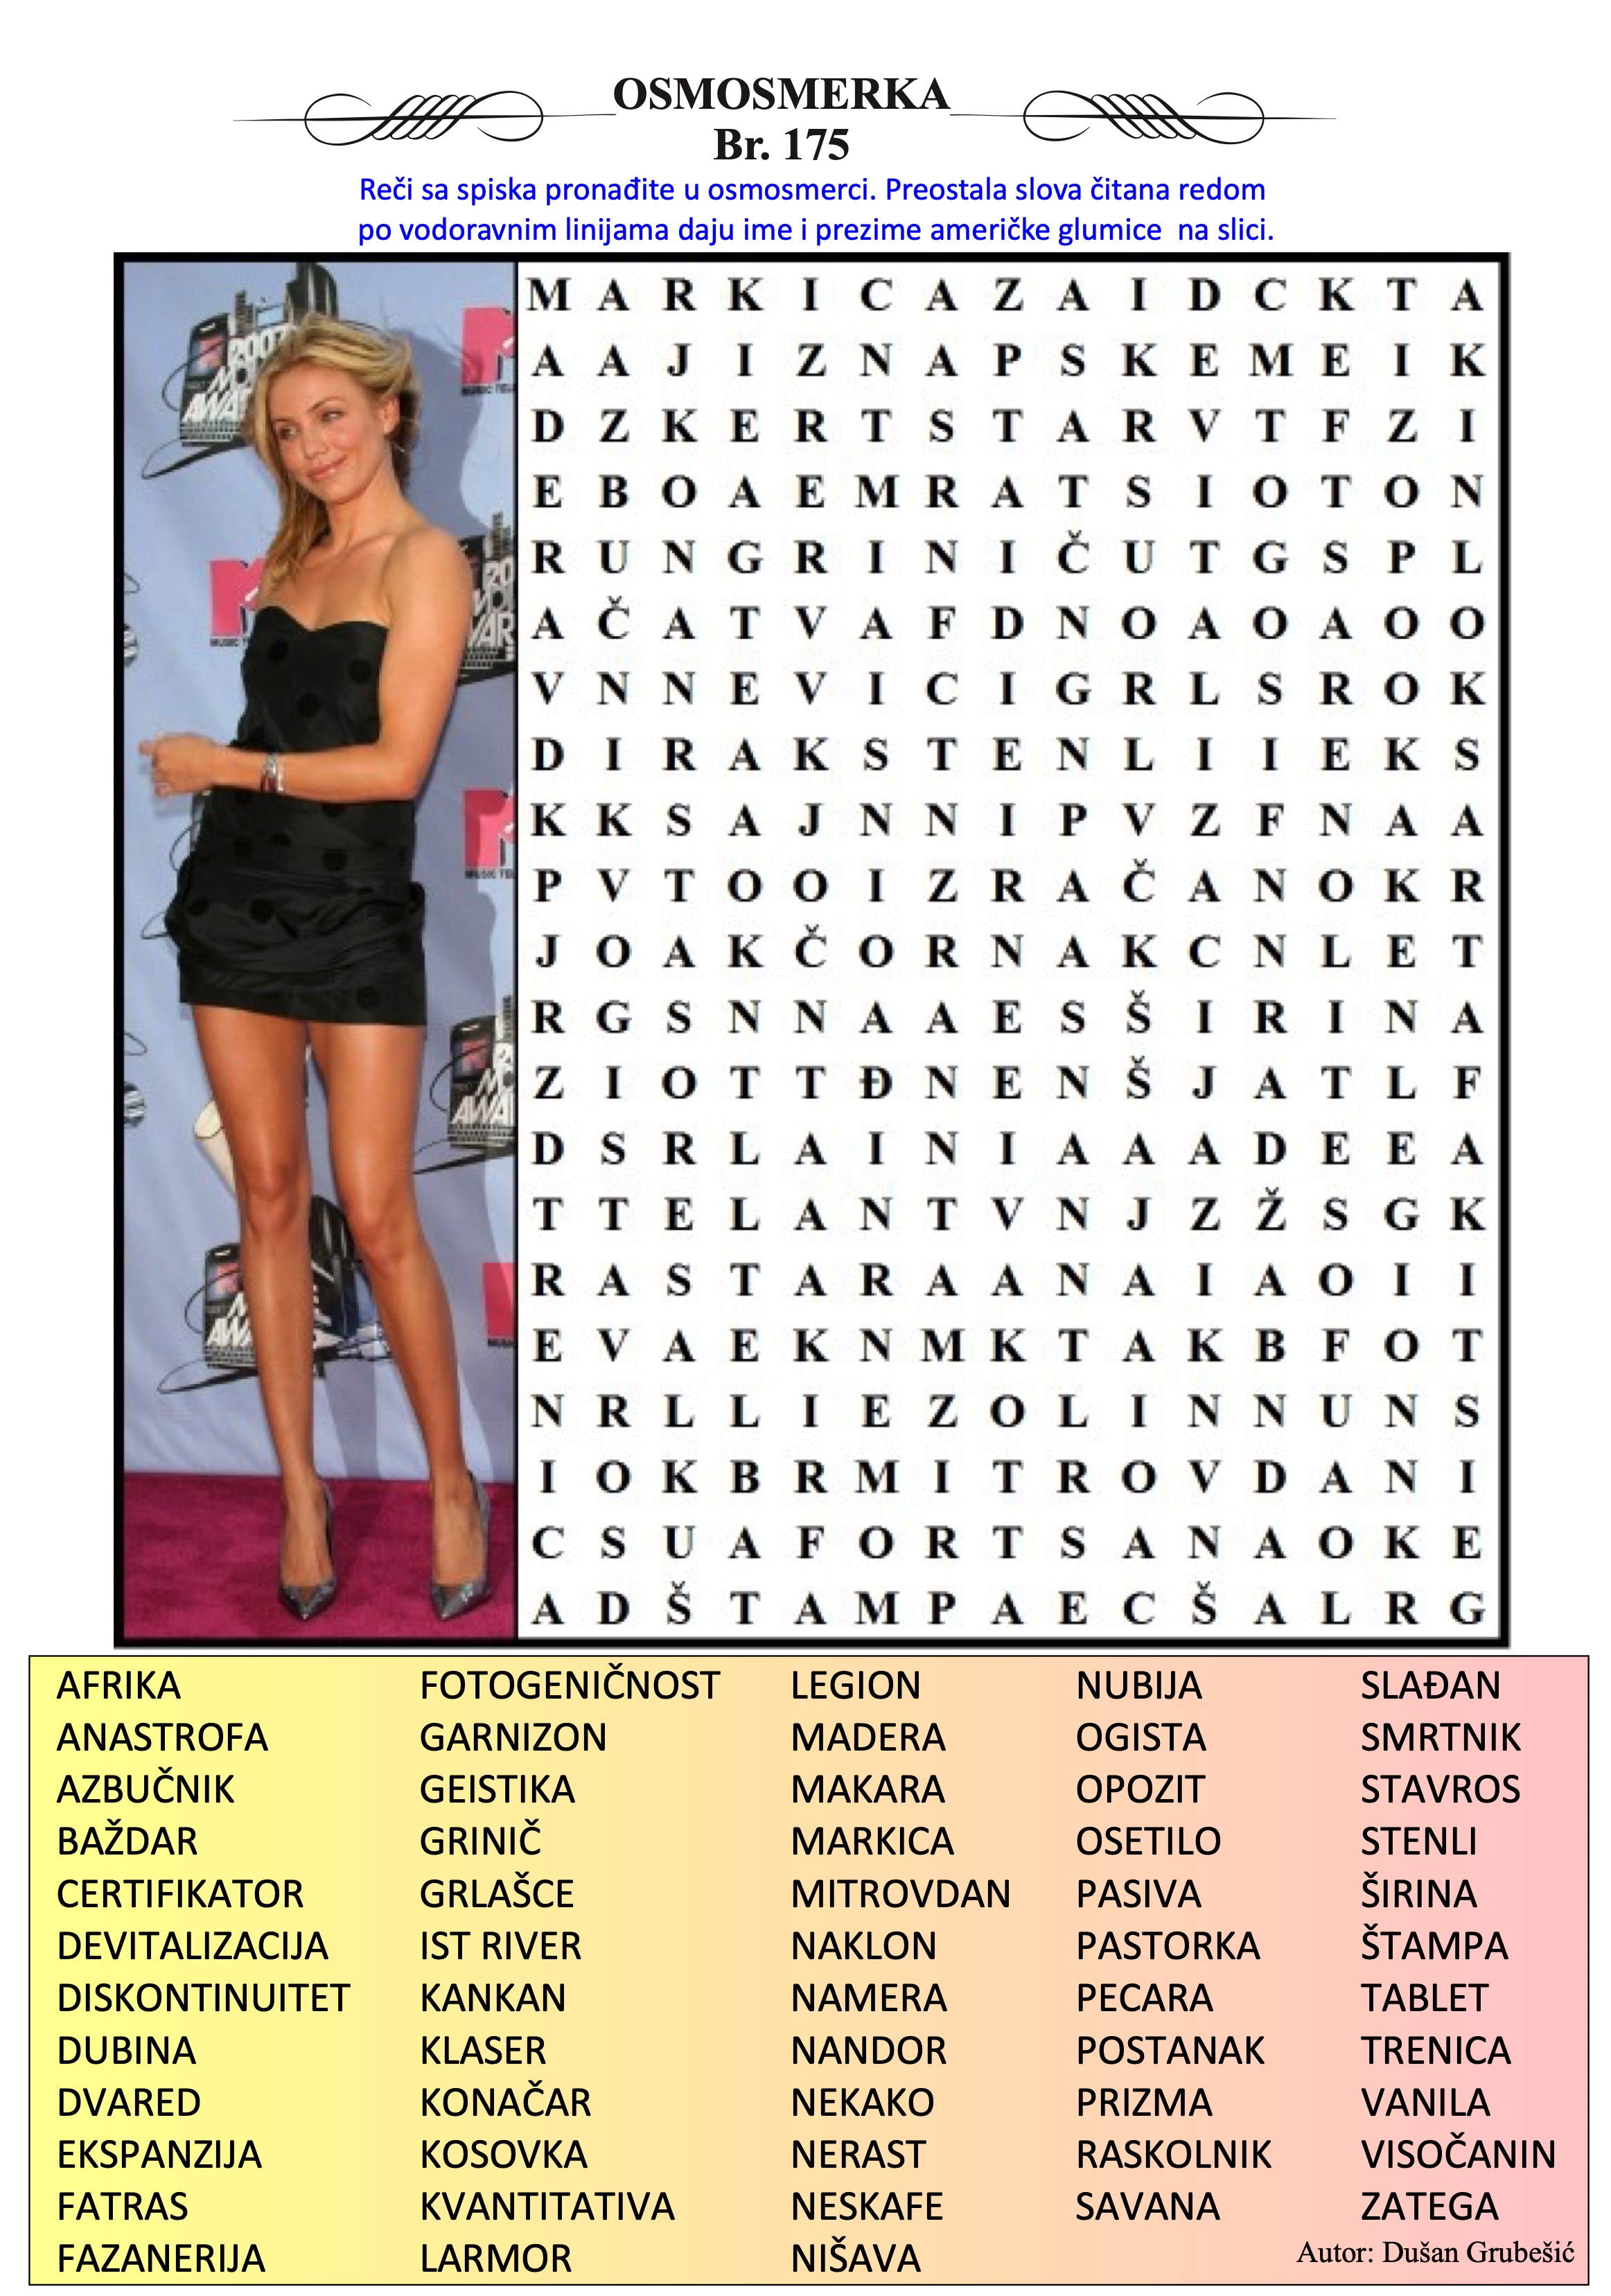 OSMOSMERKA
Br. 175
Reči sa spiska pronađite u osmosmerci. Preostala slova čitana redom
po vodoravnim linijama daju ime i prezime američke glumice na slici.
M A R K I C A Z A I D C K T A
A A J I Z N A P S K E M E I K
D Z K E R T S T A R V T F Z I
E B O A E M R A T S I O T O N
R U N G R I N I Č U T G S P L
A Č A T V A F D N O A O A O O
V N N E V I C I G R L S R O K
D I R A K S T E N L I I E K S
K K S A J N N I P V Z F N A A
P V T O O I Z R A Č A N O K R
J O A K Č O R N A K C N L E T
R G S N N A A E S Š I R I N A
Z I O T T Đ N E N Š J A T L F
D S R L A I N I A A A D E E A
T T E L A N T V N J Z Ž S G K
R A S T A R A A N A I A O I I
E V A E K N M K T A K B F O T
N R L L I E Z O L I N N U N S
I O K B R M I T R O V D A N I
C S U A F O R T S A N A O K E
A D Š T A M P A E C Š A L R G
AFRIKA FOTOGENIČNOST LEGION NUBIJA SLAĐAN
ANASTROFA GARNIZON MADERA OGISTA SMRTNIK
AZBUČNIK GEISTIKA MAKARA OPOZIT STAVROS
BAŽDAR GRINIČ MARKICA OSETILO STENLI
CERTIFIKATOR GRLAŠCE MITROVDAN PASIVA ŠIRINA
DEVITALIZACIJA IST RIVER NAKLON PASTORKA ŠTAMPA
DISKONTINUITET KANKAN NAMERA PECARA TABLET
DUBINA KLASER NANDOR POSTANAK TRENICA
DVARED KONAČAR NEKAKO PRIZMA VANILA
EKSPANZIJA KOSOVKA NERAST RASKOLNIK VISOČANIN
FATRAS KVANTITATIVA NESKAFE SAVANA ZATEGA
FAZANERIJA LARMOR NIŠAVA
Autor: Dušan Grubešić